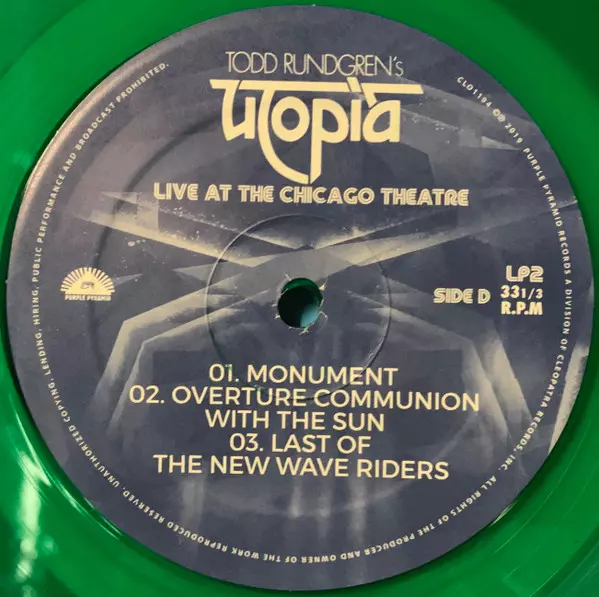 TODD RUNDGREN's
utopia
LIVE AT THE CHICAGO THEATRE
PURPLE PYRAMID
LP2
SIDE D
33 1/3
R.P.M
01. MONUMENT
02. OVERTURE COMMUNION
WITH THE SUN
03. LAST OF
THE NEW WAVE RIDERS
CLO1194 ©℗ 2019 PURPLE PYRAMID RECORDS A DIVISION OF CLEOPATRA RECORDS, INC. ALL RIGHTS OF THE PRODUCER AND OWNER OF THE WORK REPRODUCED RESERVED. UNAUTHORIZED COPYING, LENDING, HIRING, PUBLIC PERFORMANCE AND BROADCAST PROHIBITED.